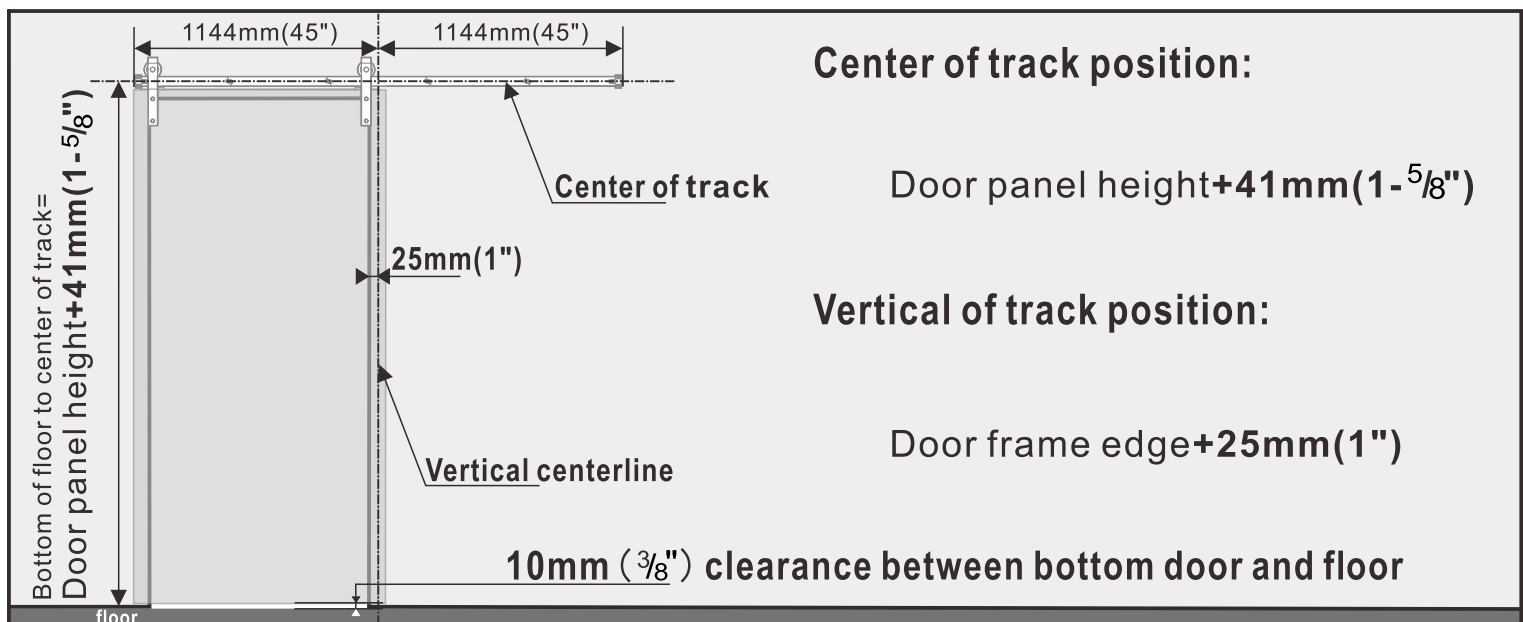 1144mm(45")
1144mm(45")
Center of track position:
Bottom of floor to center of track=
Door panel height+41mm(1-5/8")
Center of track
Door panel height+41mm(1-5/8")
25mm(1")
Vertical of track position:
Door frame edge+25mm(1")
Vertical centerline
10mm（3/8"）clearance between bottom door and floor
floor